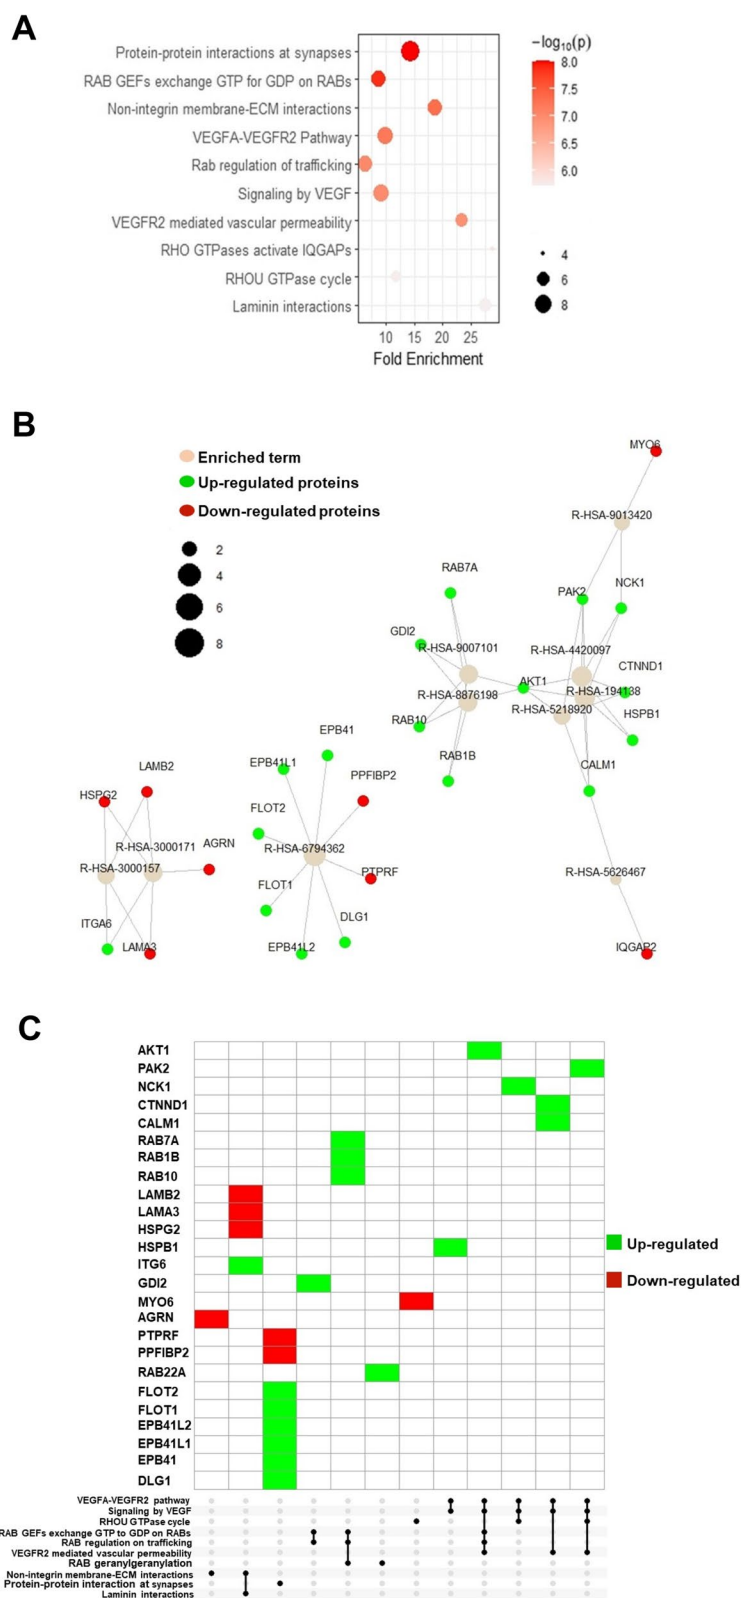 A
Protein-protein interactions at synapses
RAB GEFs exchange GTP for GDP on RABs
Non-integrin membrane-ECM interactions
VEGFA-VEGFR2 Pathway
Rab regulation of trafficking
Signaling by VEGF
VEGFR2 mediated vascular permeability
RHO GTPases activate IQGAPs
RHOU GTPase cycle
Laminin interactions
10 15 20 25
Fold Enrichment
−log10(p)
8.0
7.5
7.0
6.5
6.0
4
6
8
B
Enriched term
Up-regulated proteins
Down-regulated proteins
2
4
6
8
MYO6
R-HSA-9013420
RAB7A
PAK2
NCK1
GDI2
R-HSA-9007101
R-HSA-4420097
CTNND1
AKT1
R-HSA-194138
R-HSA-8876198
R-HSA-5218920
HSPB1
RAB10
RAB1B
CALM1
EPB41
EPB41L1
PPFIBP2
LAMB2
HSPG2
FLOT2
R-HSA-3000171
AGRN
R-HSA-6794362
R-HSA-3000157
PTPRF
R-HSA-5626467
FLOT1
DLG1
ITGA6
LAMA3
EPB41L2
IQGAP2
C
AKT1
PAK2
NCK1
CTNND1
CALM1
RAB7A
RAB1B
RAB10
LAMB2
LAMA3
HSPG2
HSPB1
ITG6
GDI2
MYO6
AGRN
PTPRF
PPFIBP2
RAB22A
FLOT2
FLOT1
EPB41L2
EPB41L1
EPB41
DLG1
Up-regulated
Down-regulated
VEGFA-VEGFR2 pathway
Signaling by VEGF
RHOU GTPase cycle
RAB GEFs exchange GTP to GDP on RABs
RAB regulation on trafficking
VEGFR2 mediated vascular permeability
RAB geranylgeranylation
Non-integrin membrane-ECM interactions
Protein-protein interaction at synapses
Laminin interactions